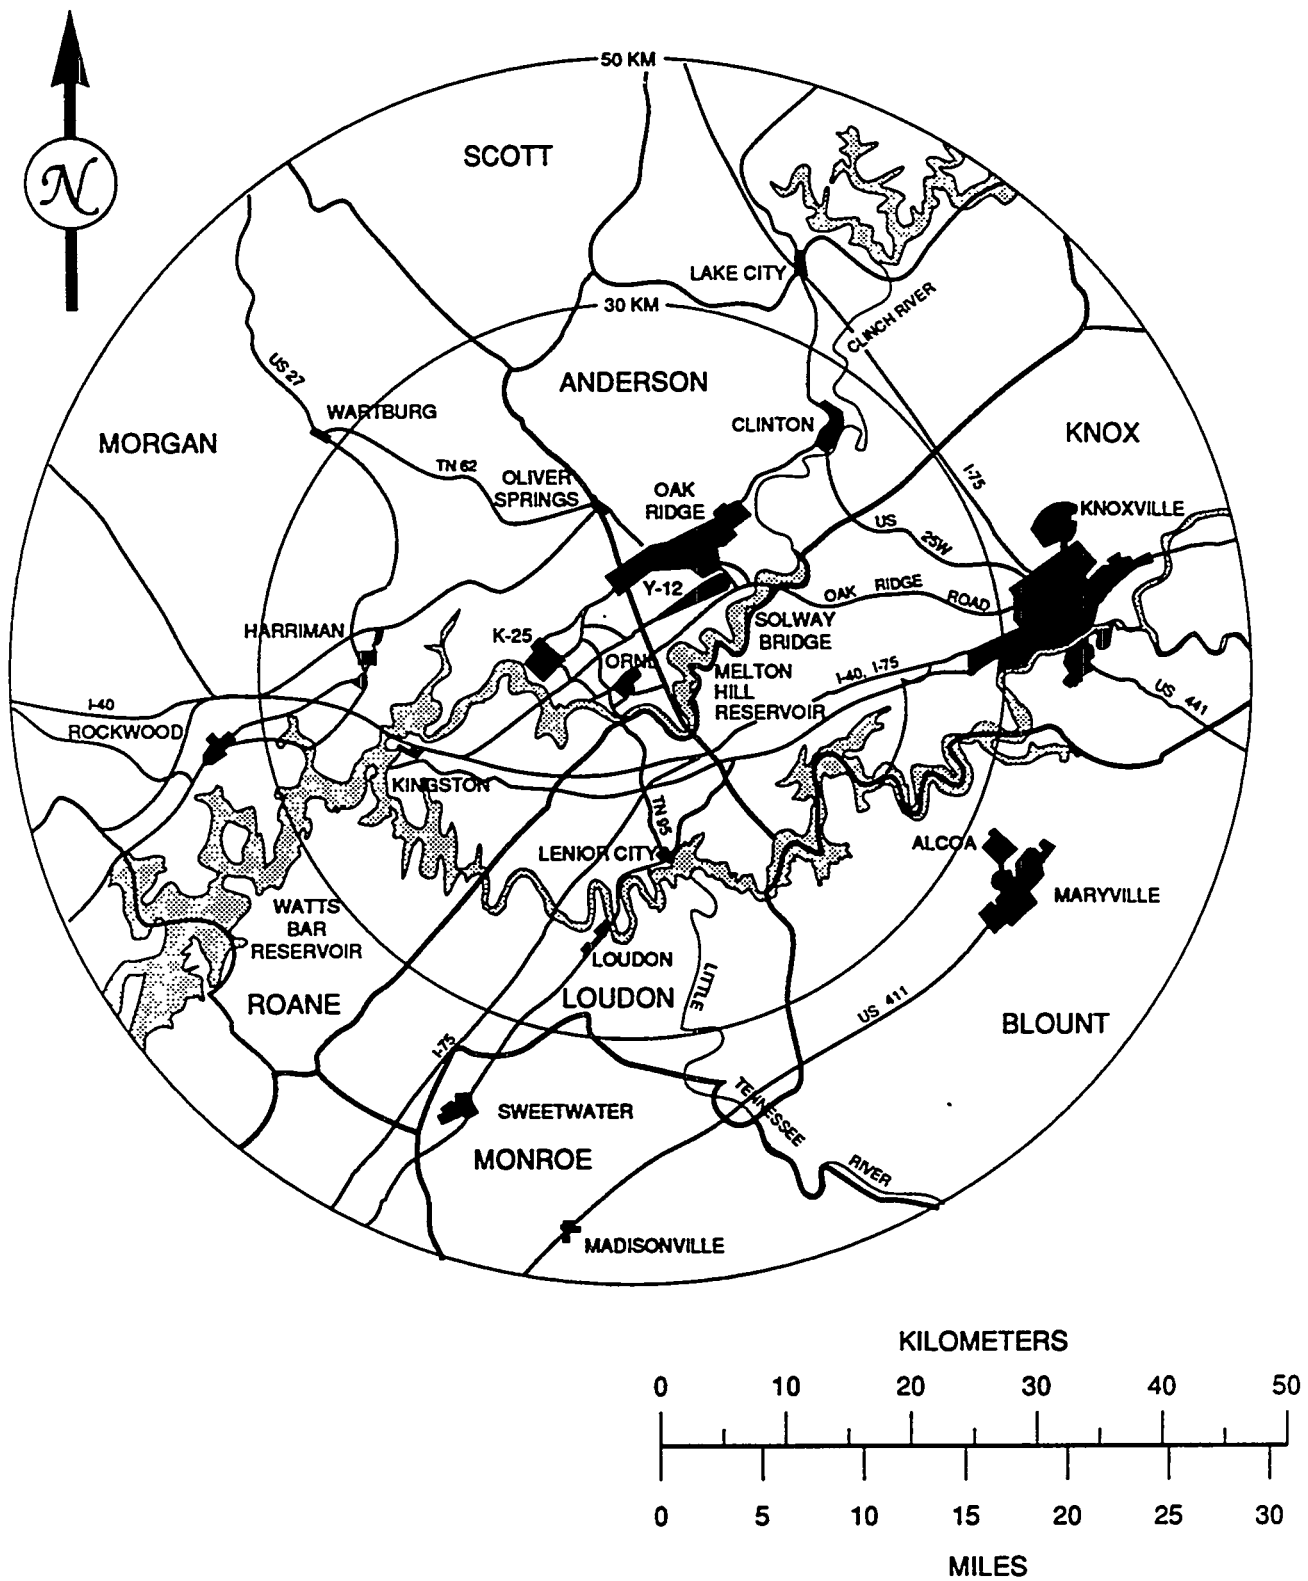 50 KM
N
SCOTT
LAKE CITY
30 KM
CLINCH RIVER
US 27
ANDERSON
WARTBURG
CLINTON
MORGAN
KNOX
TN 62
OLIVER
SPRINGS
OAK
RIDGE
I-75
KNOXVILLE
US
25W
Y-12
OAK RIDGE ROAD
HARRIMAN
K-25
SOLWAY
BRIDGE
ORNL
MELTON
HILL
RESERVOIR
I-40, I-75
US 441
I-40
ROCKWOOD
KINGSTON
TN 95
LENIOR CITY
ALCOA
MARYVILLE
WATTS
BAR
RESERVOIR
LOUDON
LITTLE
ROANE
LOUDON
US 411
BLOUNT
I-75
TENNESSEE
SWEETWATER
MONROE
RIVER
MADISONVILLE
KILOMETERS
0 10 20 30 40 50
0 5 10 15 20 25 30
MILES